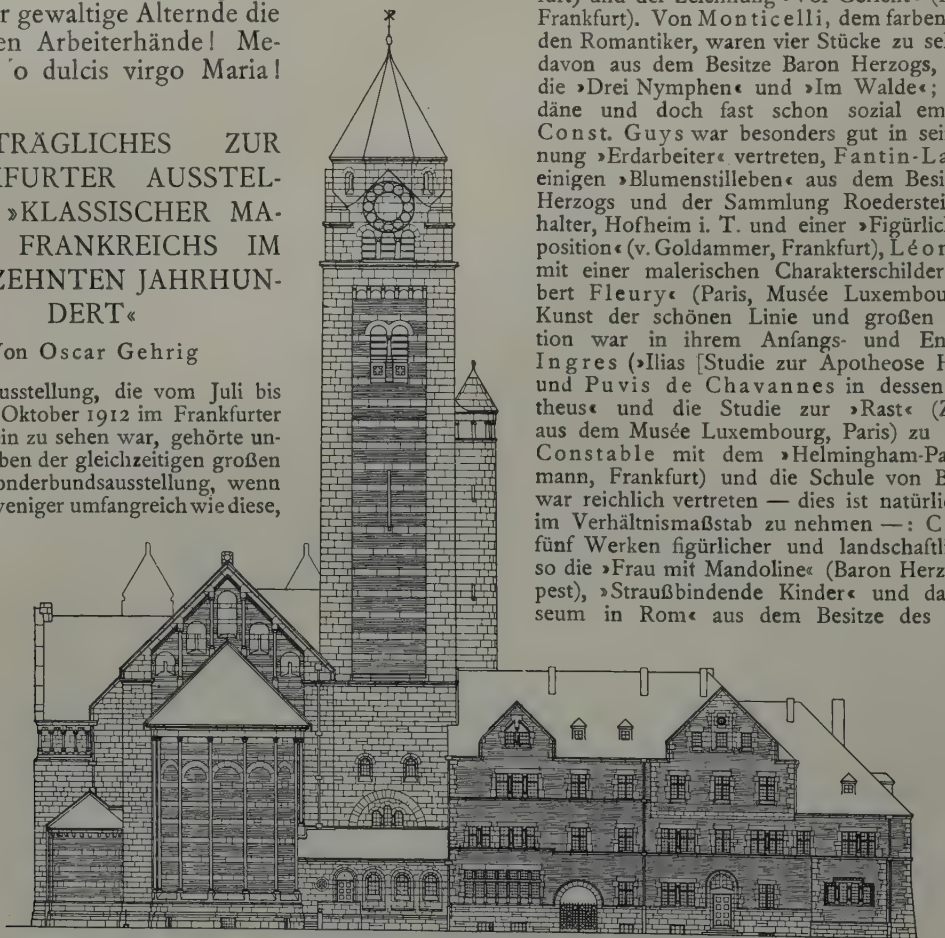 r gewaltige Alternde die
en Arbeiterhände! Me-
o dulcis virgo Maria!
TRÄGLICHES ZUR
KFURTER AUSSTEL-
»KLASSISCHER MA-
FRANKREICHS IM
ZEHNTEN JAHRHUN-
DERT«
Von Oscar Gehrig
usstellung, die vom Juli bis
Oktober 1912 im Frankfurter
in zu sehen war, gehörte un-
ben der gleichzeitigen großen
onderbundsausstellung, wenn
weniger umfangreich wie diese,
Frankfurt). Von Monticelli, dem farben
den Romantiker, waren vier Stücke zu se
davon aus dem Besitze Baron Herzogs,
die »Drei Nymphen« und »Im Walde«;
däne und doch fast schon sozial em
Const. Guys war besonders gut in sei
nung »Erdarbeiter« vertreten, Fantin-La
einigen »Blumenstilleben« aus dem Besi
Herzogs und der Sammlung Roederstei
halter, Hofheim i. T. und einer »Figürlic
position« (v. Goldammer, Frankfurt), Léon
mit einer malerischen Charakterschilder
bert Fleury« (Paris, Musée Luxembou
Kunst der schönen Linie und großen
tion war in ihrem Anfangs- und En
Ingres (»Ilias [Studie zur Apotheose H
und Puvis de Chavannes in dessen
theus« und die Studie zur »Rast« (Z
aus dem Musée Luxembourg, Paris) zu
Constable mit dem »Helmingham-Pa
mann, Frankfurt) und die Schule von B
war reichlich vertreten — dies ist natürli
im Verhältnismaßstab zu nehmen —: C
fünf Werken figürlicher und landschaftl
so die »Frau mit Mandoline« (Baron Herz
pest), »Straußbindende Kinder« und da
seum in Rom« aus dem Besitze des